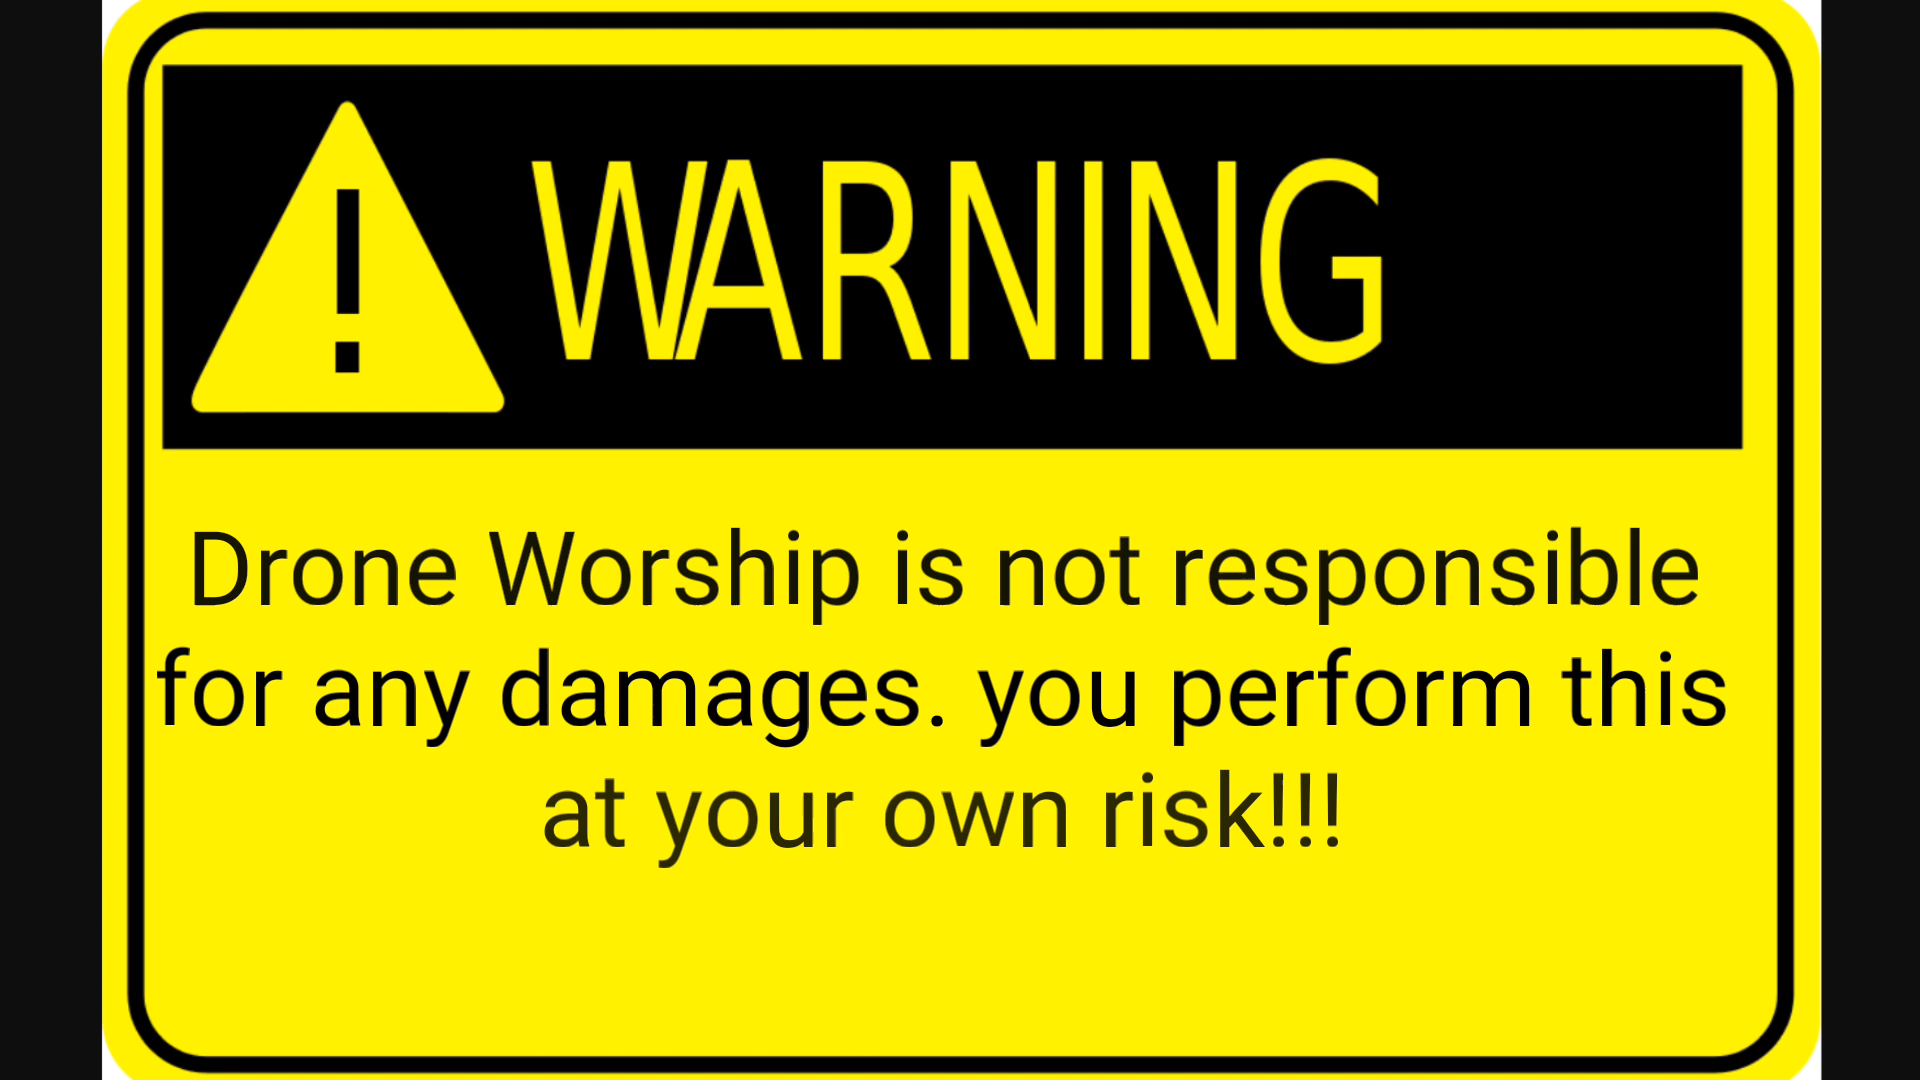 WARNING
Drone Worship is not responsible
for any damages. you perform this
at your own risk!!!